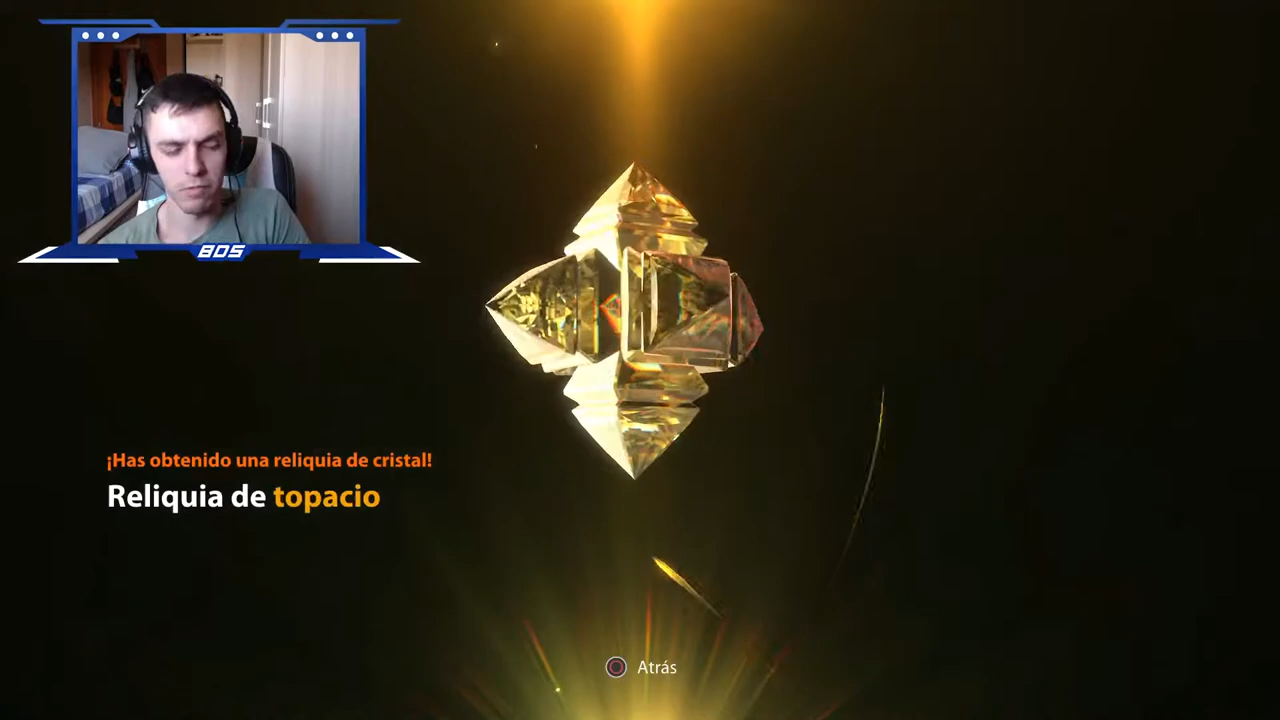 BDS
¡Has obtenido una reliquia de cristal!
Reliquia de topacio
Atrás